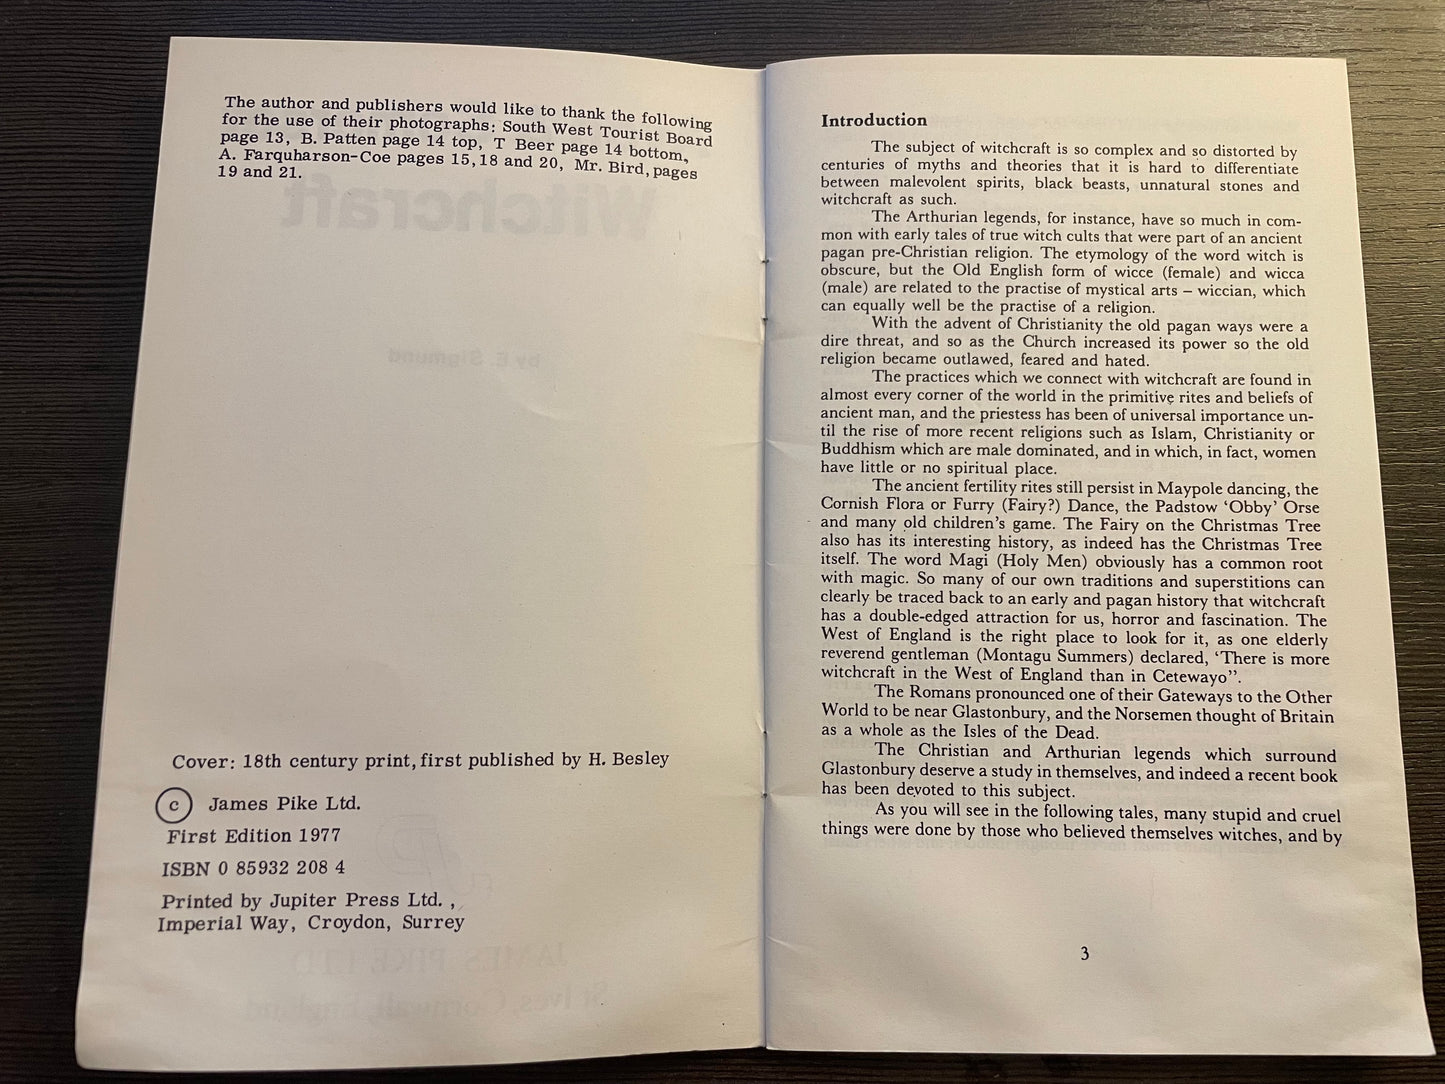 The author and publishers would like to thank the following
for the use of their photographs: South West Tourist Board
page 13, B. Patten page 14 top, T Beer page 14 bottom,
A. Farquharson-Coe pages 15, 18 and 20, Mr. Bird, pages
19 and 21.
Witchcraft
by E. Sigmund
Cover: 18th century print, first published by H. Besley
c James Pike Ltd.
First Edition 1977
ISBN 0 85932 208 4
Printed by Jupiter Press Ltd. ,
Imperial Way, Croydon, Surrey
JAMES PIKE LTD
St Ives, Cornwall, England
Introduction
The subject of witchcraft is so complex and so distorted by
centuries of myths and theories that it is hard to differentiate
between malevolent spirits, black beasts, unnatural stones and
witchcraft as such.
The Arthurian legends, for instance, have so much in com-
mon with early tales of true witch cults that were part of an ancient
pagan pre-Christian religion. The etymology of the word witch is
obscure, but the Old English form of wicce (female) and wicca
(male) are related to the practise of mystical arts – wiccian, which
can equally well be the practise of a religion.
With the advent of Christianity the old pagan ways were a
dire threat, and so as the Church increased its power so the old
religion became outlawed, feared and hated.
The practices which we connect with witchcraft are found in
almost every corner of the world in the primitive rites and beliefs of
ancient man, and the priestess has been of universal importance un-
til the rise of more recent religions such as Islam, Christianity or
Buddhism which are male dominated, and in which, in fact, women
have little or no spiritual place.
The ancient fertility rites still persist in Maypole dancing, the
Cornish Flora or Furry (Fairy?) Dance, the Padstow ‘Obby’ Orse
and many old children’s game. The Fairy on the Christmas Tree
also has its interesting history, as indeed has the Christmas Tree
itself. The word Magi (Holy Men) obviously has a common root
with magic. So many of our own traditions and superstitions can
clearly be traced back to an early and pagan history that witchcraft
has a double-edged attraction for us, horror and fascination. The
West of England is the right place to look for it, as one elderly
reverend gentleman (Montagu Summers) declared, ‘There is more
witchcraft in the West of England than in Cetewayo”.
The Romans pronounced one of their Gateways to the Other
World to be near Glastonbury, and the Norsemen thought of Britain
as a whole as the Isles of the Dead.
The Christian and Arthurian legends which surround
Glastonbury deserve a study in themselves, and indeed a recent book
has been devoted to this subject.
As you will see in the following tales, many stupid and cruel
things were done by those who believed themselves witches, and by
3